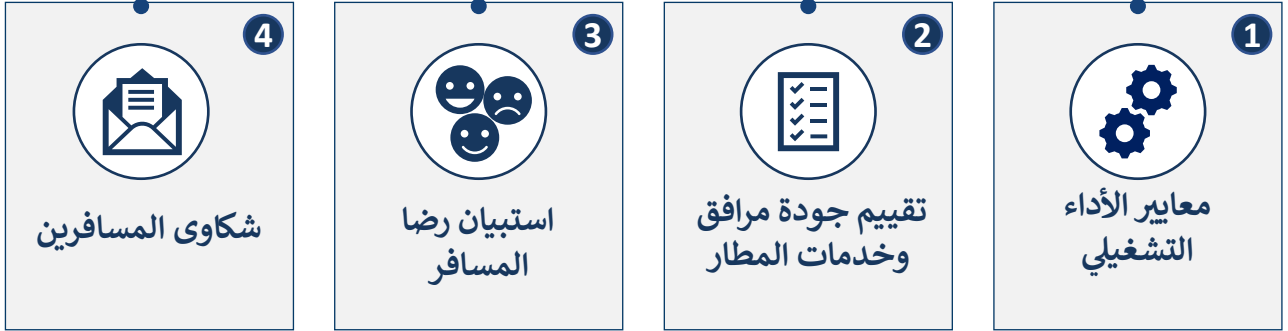 1
معايير الأداء
التشغيلي
2
تقييم جودة مرافق
وخدمات المطار
3
استبيان رضا
المسافر
4
شكاوى المسافرين